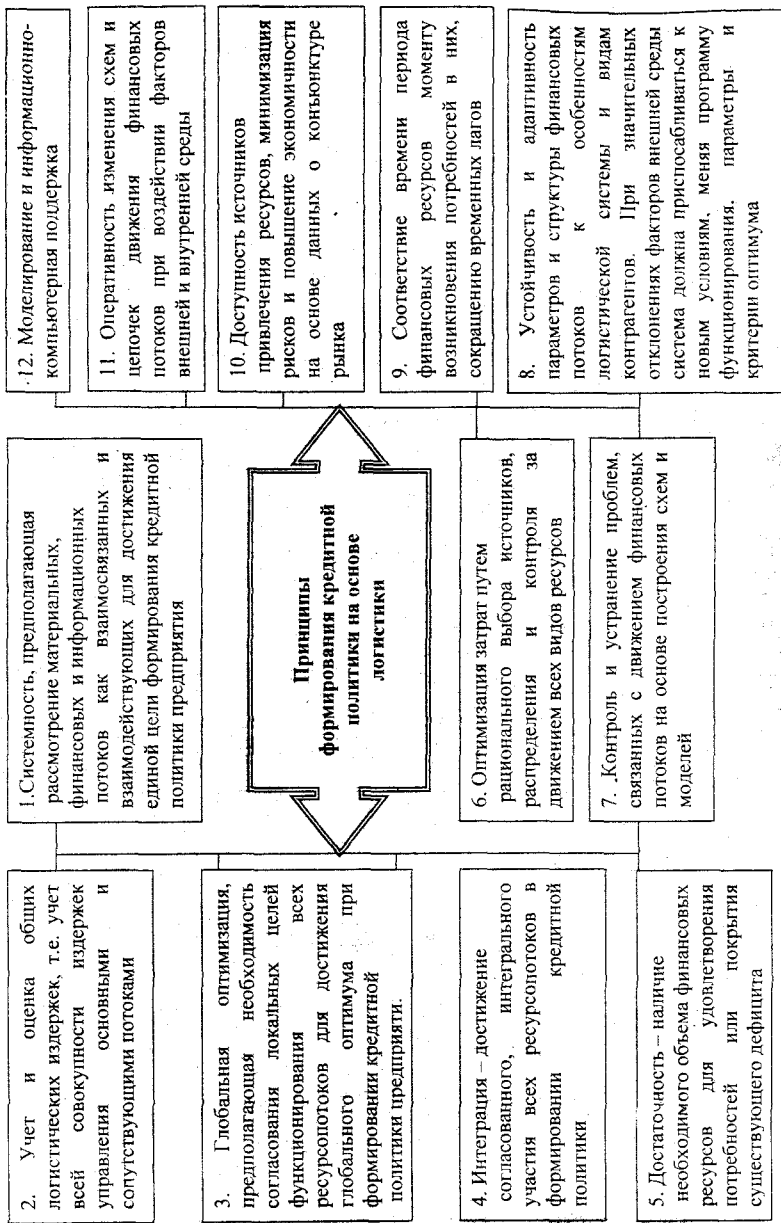 Принципы
формирования кредитной
политики на основе
логистики
1.Системность, предполагающая
рассмотрение материальных,
финансовых и информационных
потоков как взаимосвязанных и
взаимодействующих для достижения
единой цели формирования кредитной
политики предприятия
2. Учет и оценка общих
логистических издержек, т.е. учет
всей совокупности издержек
управления основными и
сопутствующими потоками
3. Глобальная оптимизация,
предполагающая необходимость
согласования локальных целей
функционирования всех
ресурсопотоков для достижения
глобального оптимума при
формировании кредитной
политики предприяти.
4. Интеграция – достижение
согласованного, интегрального
участия всех ресурсопотоков в
формировании кредитной
политики
5. Достаточность – наличие
необходимого объема финансовых
ресурсов для удовлетворения
потребностей или покрытия
существующего дефицита
6. Оптимизация затрат путем
рационального выбора источников,
распределения и контроля за
движением всех видов ресурсов
7. .Контроль и устранение проблем,
связанных с движением финансовых
потоков на основе построения схем и
моделей
8. Устойчивость и адаптивность
параметров и структуры финансовых
потоков к особенностям
логистической системы и видам
контрагентов. При значительных
отклонениях факторов внешней среды
система должна приспосабливаться к
новым условиям, меняя программу
функционирования, параметры и
критерии оптимума
9. Соответствие времени периода
финансовых ресурсов моменту
возникновения потребностей в них,
сокращению временных лагов
10. Доступность источников
привлечения ресурсов, минимизация
рисков и повышение экономичности
на основе данных о конъюнктуре
рынка
11. Оперативность изменения схем и
цепочек движения финансовых
потоков при воздействии факторов
внешней и внутренней среды
12. Моделирование и информационно-
компьютерная поддержка